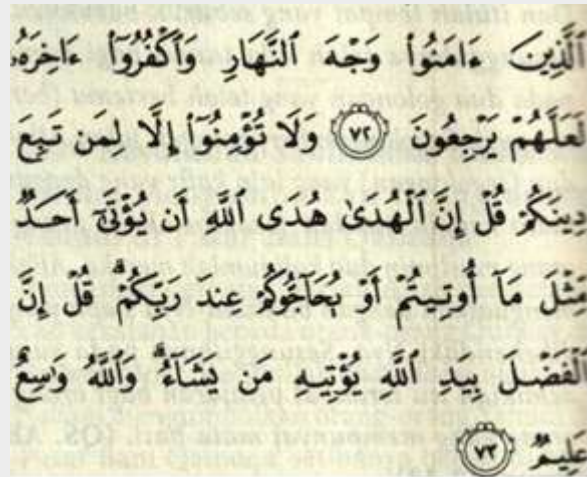 ٱلَّذِينَ ءَامَنُوا۟ وَجْهَ ٱلنَّهَارِ وَٱكْفُرُوٓا۟ ءَاخِرَهُۥ
لَعَلَّهُمْ يَرْجِعُونَ ﴿٧٢﴾ وَلَا تُؤْمِنُوٓا۟ إِلَّا لِمَن تَبِعَ
دِينَكُمْ قُلْ إِنَّ ٱلْهُدَىٰ هُدَى ٱللَّهِ أَن يُؤْتَىٰٓ أَحَدٌ
مِّثْلَ مَآ أُوتِيتُمْ أَوْ يُحَآجُّوكُمْ عِندَ رَبِّكُمْ ۗ قُلْ إِنَّ
ٱلْفَضْلَ بِيَدِ ٱللَّهِ يُؤْتِيهِ مَن يَشَآءُ ۗ وَٱللَّهُ وَٰسِعٌ
عَلِيمٌ ﴿٧٣﴾